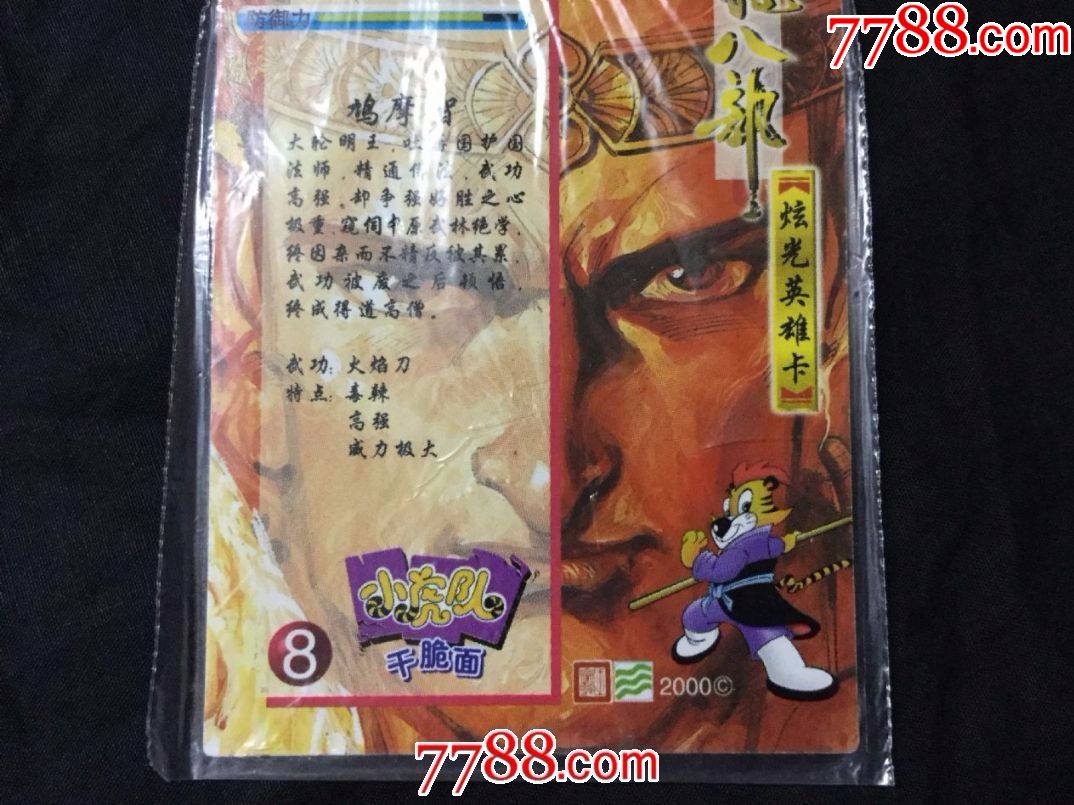 防御力
7788.com
八部
鸠摩智
大轮明王,吐蕃国护国
法师,精通佛法,武功
高强,却争强好胜之心
极重,窥伺中原武林绝学,
终因杂而不精反被其累,
武功被废之后顿悟,
终成得道高僧。
武功:火焰刀
特点:毒辣
高强
威力极大
炫光英雄卡
小虎队
干脆面
8
2000©
7788.com